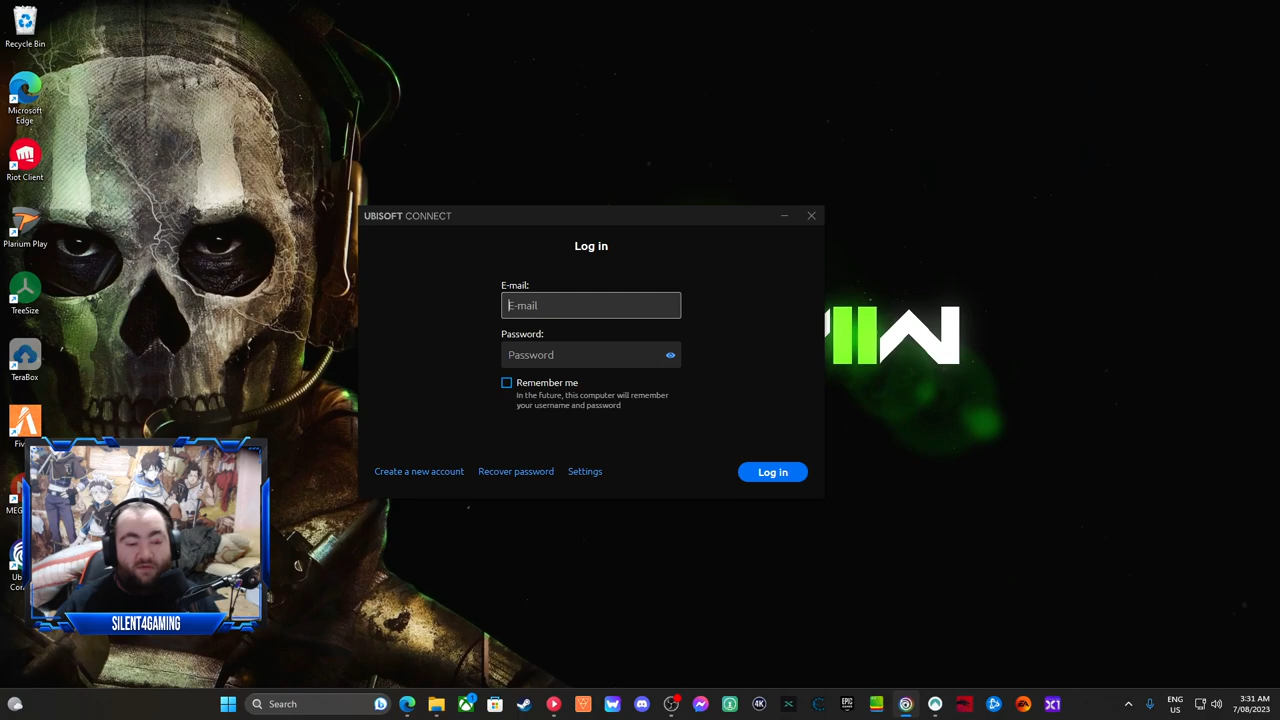 Recycle Bin
Microsoft
Edge
Riot Client
Plarium Play
TreeSize
TeraBox
UBISOFT CONNECT
Log in
E-mail:
E-mail
Password:
Password
Remember me
In the future, this computer will remember
your username and password
Create a new account
Recover password
Settings
Log in
SILENT4GAMING
Search
ENG
US
3:31 AM
7/08/2023